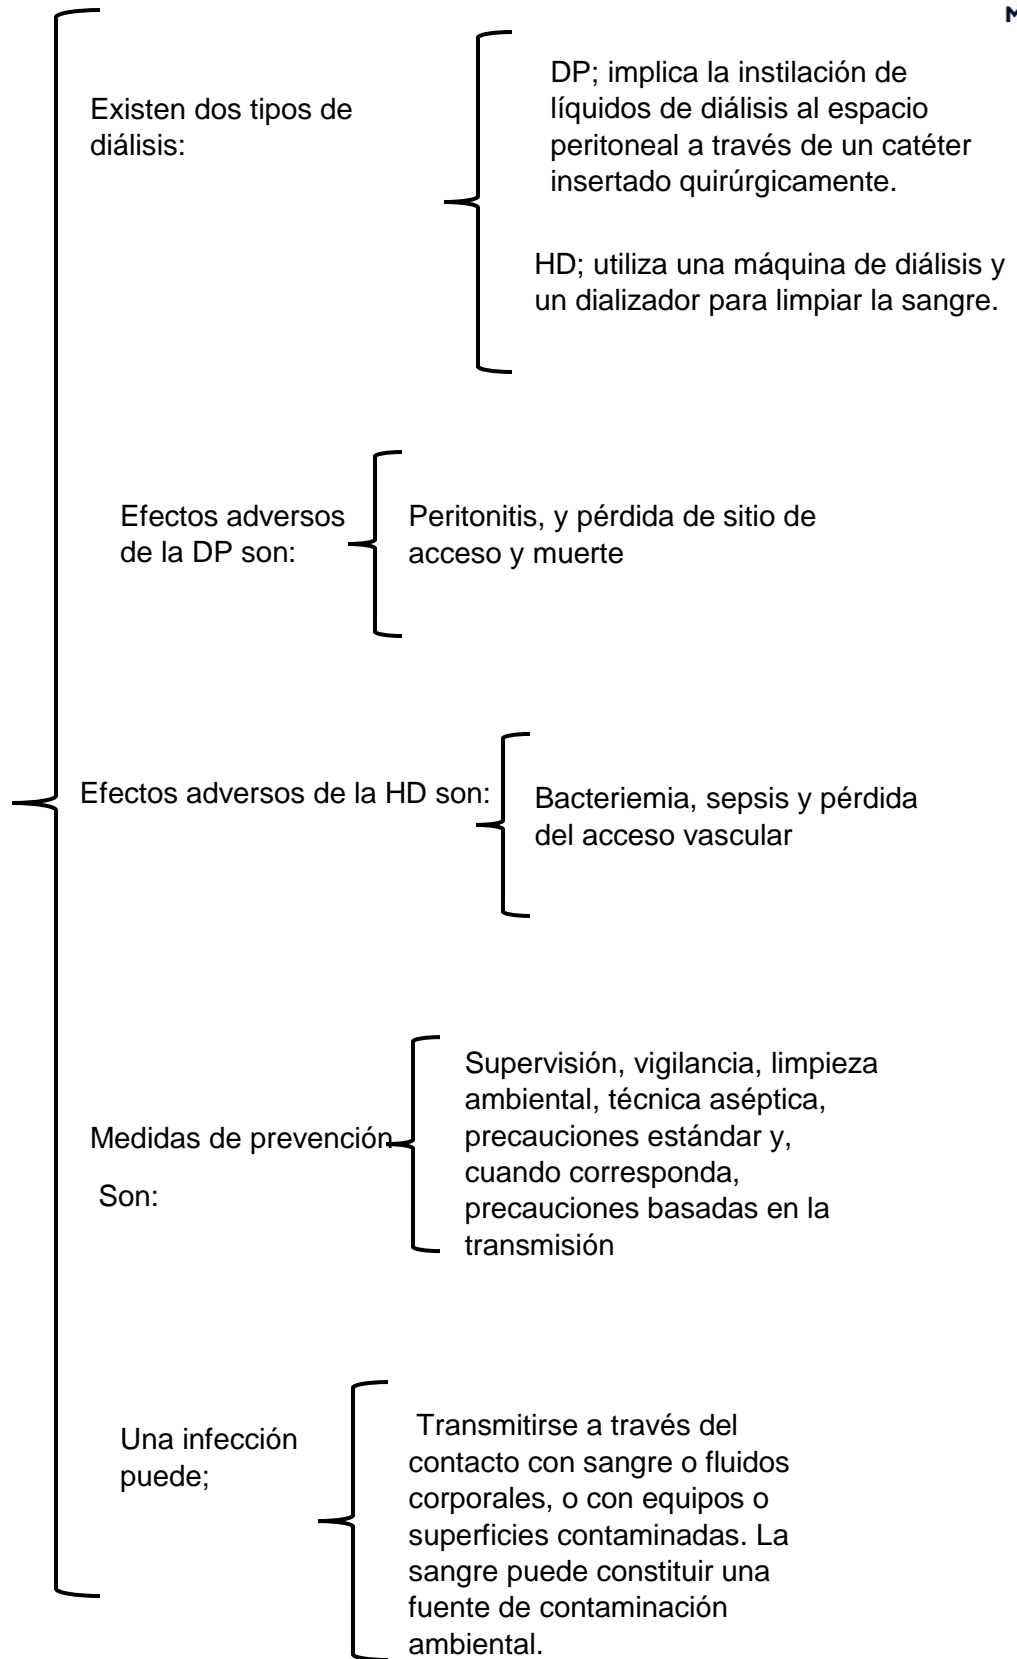 Existen dos tipos de
diálisis:
DP; implica la instilación de
líquidos de diálisis al espacio
peritoneal a través de un catéter
insertado quirúrgicamente.
HD; utiliza una máquina de diálisis y
un dializador para limpiar la sangre.
Efectos adversos
de la DP son:
Peritonitis, y pérdida de sitio de
acceso y muerte
Efectos adversos de la HD son:
Bacteriemia, sepsis y pérdida
del acceso vascular
Medidas de prevención
Son:
Supervisión, vigilancia, limpieza
ambiental, técnica aséptica,
precauciones estándar y,
cuando corresponda,
precauciones basadas en la
transmisión
Una infección
puede;
Transmitirse a través del
contacto con sangre o fluidos
corporales, o con equipos o
superficies contaminadas. La
sangre puede constituir una
fuente de contaminación
ambiental.